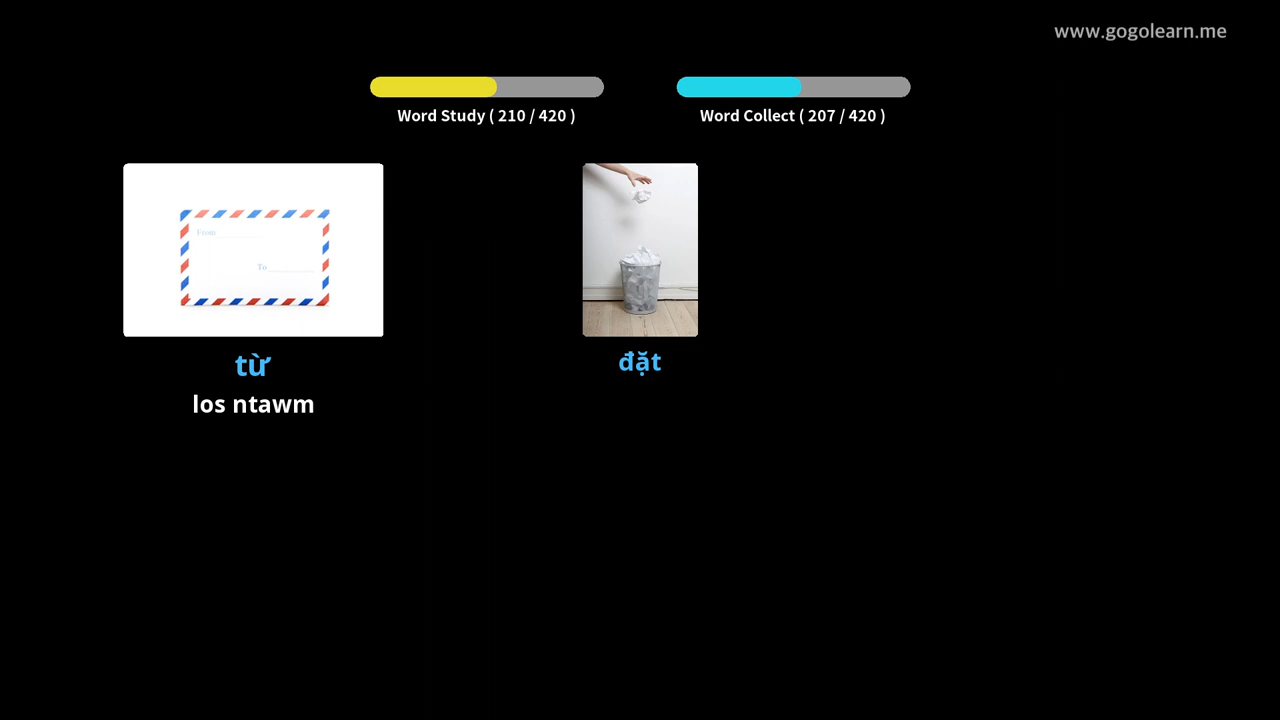 www.gogolearn.me
Word Study ( 210 / 420 )
Word Collect ( 207 / 420 )
From
To
từ
đặt
los ntawm